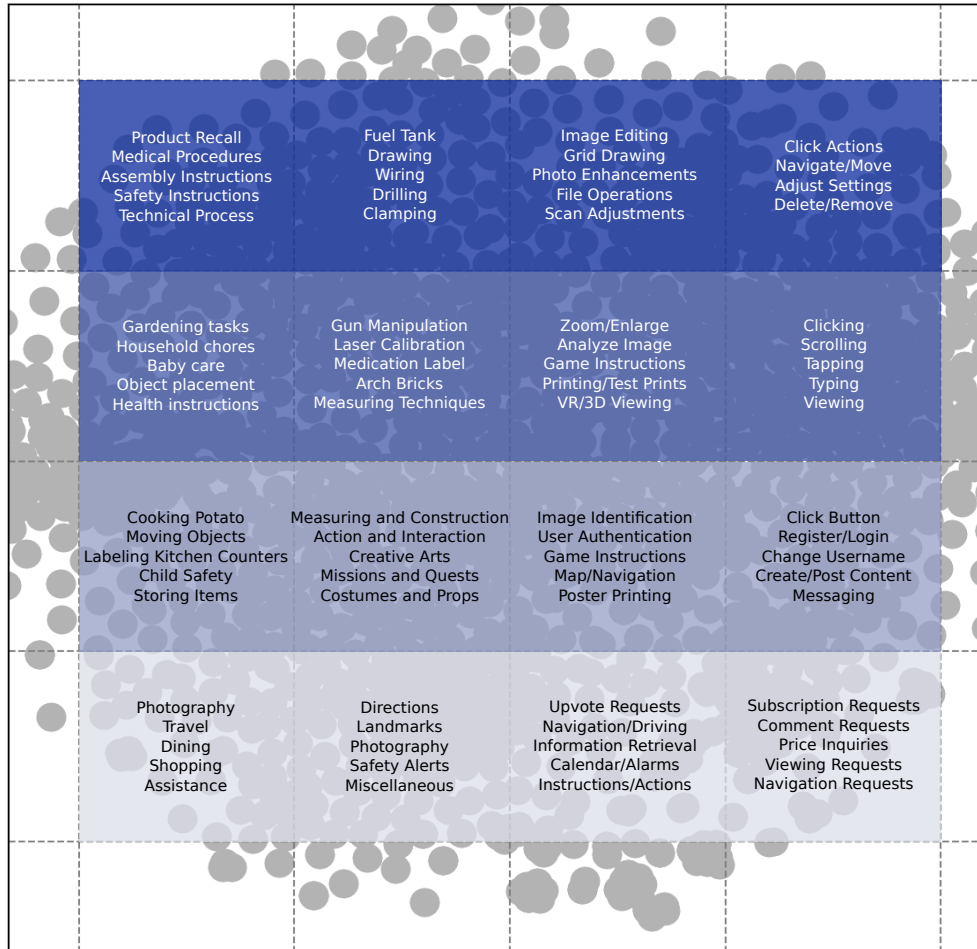 Product Recall
Medical Procedures
Assembly Instructions
Safety Instructions
Technical Process
Fuel Tank
Drawing
Wiring
Drilling
Clamping
Image Editing
Grid Drawing
Photo Enhancements
File Operations
Scan Adjustments
Click Actions
Navigate/Move
Adjust Settings
Delete/Remove
Gardening tasks
Household chores
Baby care
Object placement
Health instructions
Gun Manipulation
Laser Calibration
Medication Label
Arch Bricks
Measuring Techniques
Zoom/Enlarge
Analyze Image
Game Instructions
Printing/Test Prints
VR/3D Viewing
Clicking
Scrolling
Tapping
Typing
Viewing
Cooking Potato
Moving Objects
Labeling Kitchen Counters
Child Safety
Storing Items
Measuring and Construction
Action and Interaction
Creative Arts
Missions and Quests
Costumes and Props
Image Identification
User Authentication
Game Instructions
Map/Navigation
Poster Printing
Click Button
Register/Login
Change Username
Create/Post Content
Messaging
Photography
Travel
Dining
Shopping
Assistance
Directions
Landmarks
Photography
Safety Alerts
Miscellaneous
Upvote Requests
Navigation/Driving
Information Retrieval
Calendar/Alarms
Instructions/Actions
Subscription Requests
Comment Requests
Price Inquiries
Viewing Requests
Navigation Requests